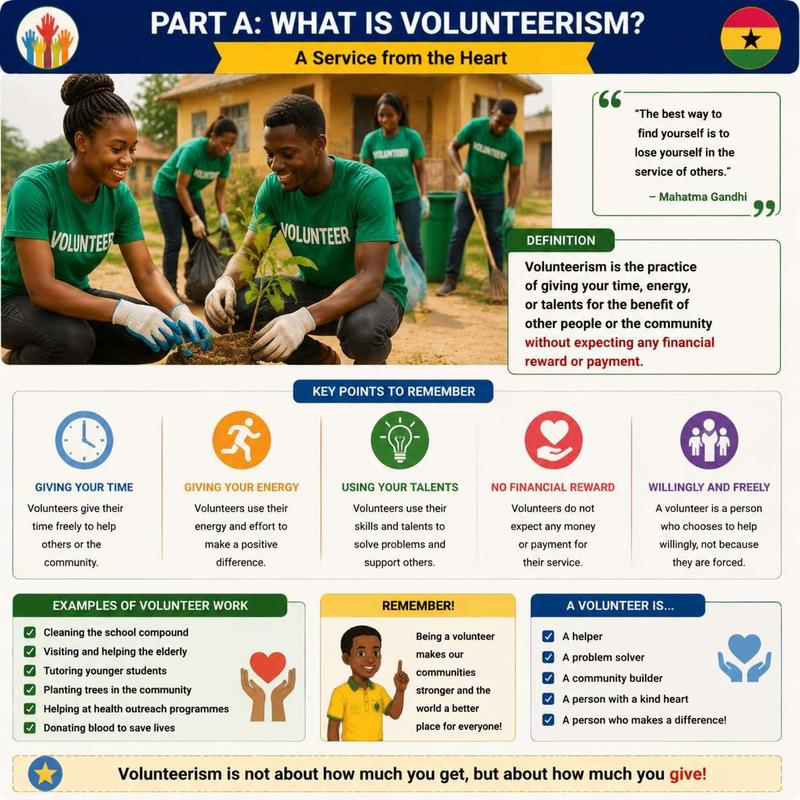 PART A: WHAT IS VOLUNTEERISM?
A Service from the Heart
"The best way to
find yourself is to
lose yourself in the
service of others."
– Mahatma Gandhi
VOLUNTEER
VOLUNTEER
VOLUNTEER
VOLUNTEER
DEFINITION
Volunteerism is the practice
of giving your time, energy,
or talents for the benefit of
other people or the community
without expecting any financial
reward or payment.
KEY POINTS TO REMEMBER
GIVING YOUR TIME
Volunteers give their
time freely to help
others or the
community.
GIVING YOUR ENERGY
Volunteers use their
energy and effort to
make a positive
difference.
USING YOUR TALENTS
Volunteers use their
skills and talents to
solve problems and
support others.
NO FINANCIAL REWARD
Volunteers do not
expect any money
or payment for
their service.
WILLINGLY AND FREELY
A volunteer is a person
who chooses to help
willingly, not because
they are forced.
EXAMPLES OF VOLUNTEER WORK
Cleaning the school compound
Visiting and helping the elderly
Tutoring younger students
Planting trees in the community
Helping at health outreach programmes
Donating blood to save lives
REMEMBER!
Being a volunteer
makes our
communities
stronger and the
world a better
place for everyone!
A VOLUNTEER IS...
A helper
A problem solver
A community builder
A person with a kind heart
A person who makes a difference!
Volunteerism is not about how much you get, but about how much you give!